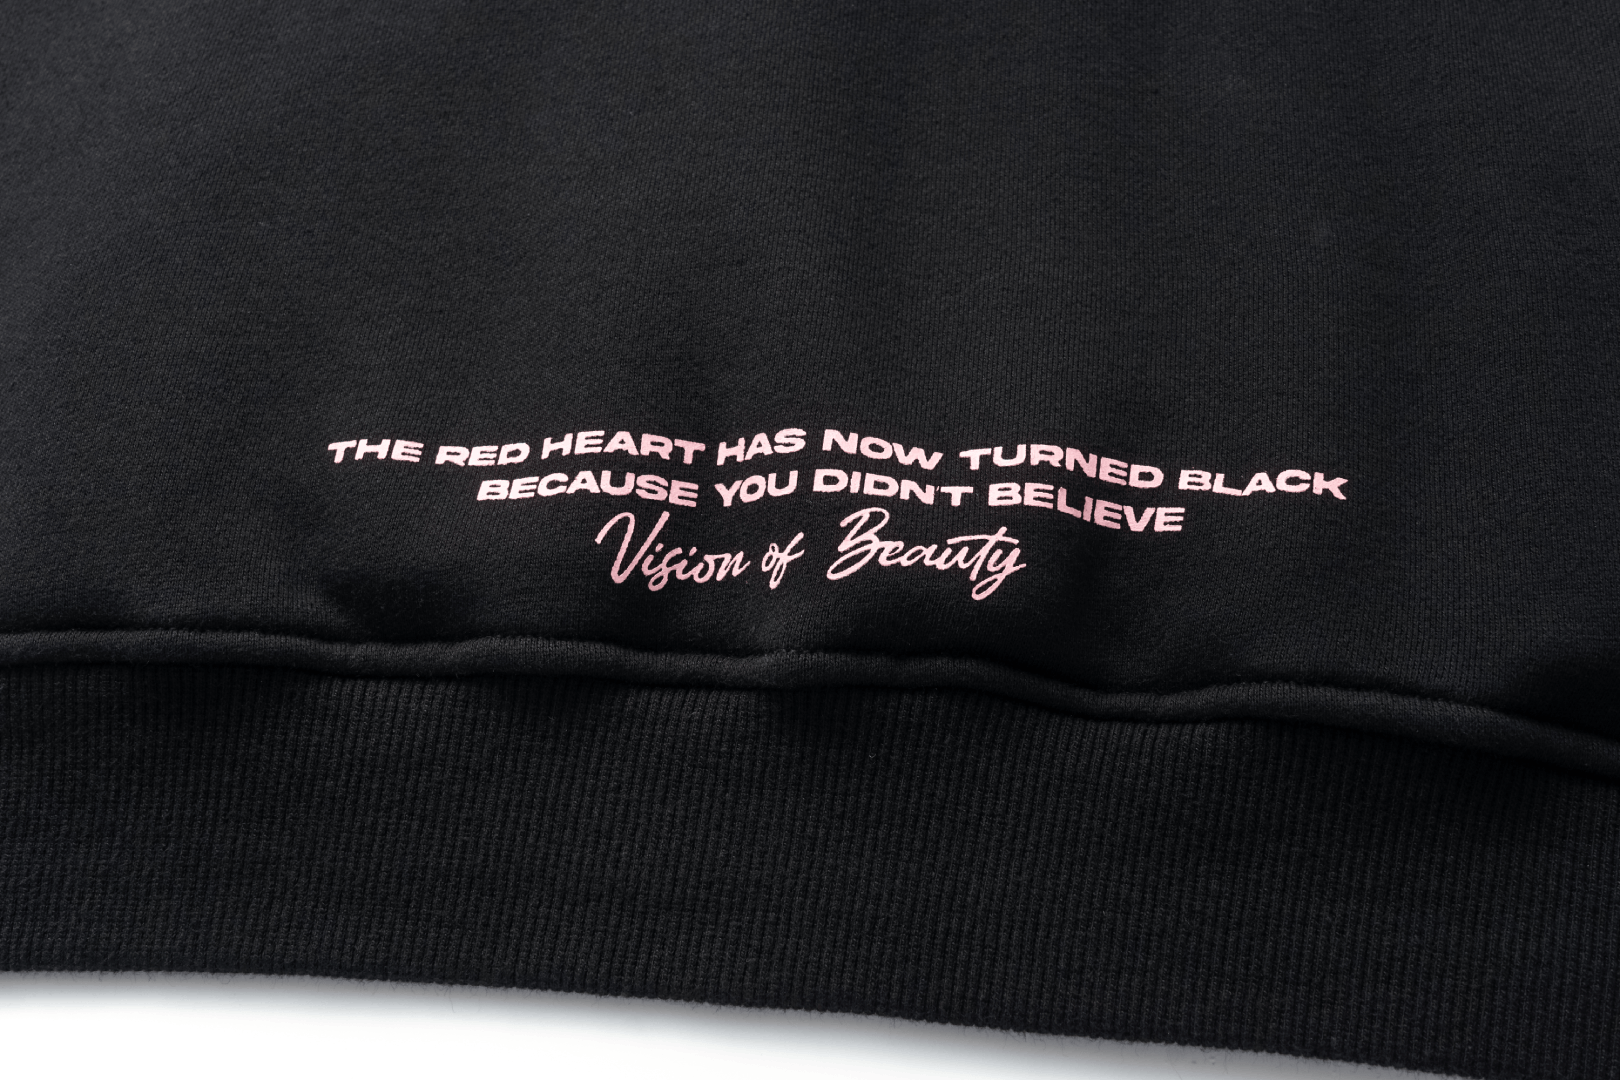 THE RED HEART HAS NOW TURNED BLACK
BECAUSE YOU DIDN'T BELIEVE
Vision of Beauty